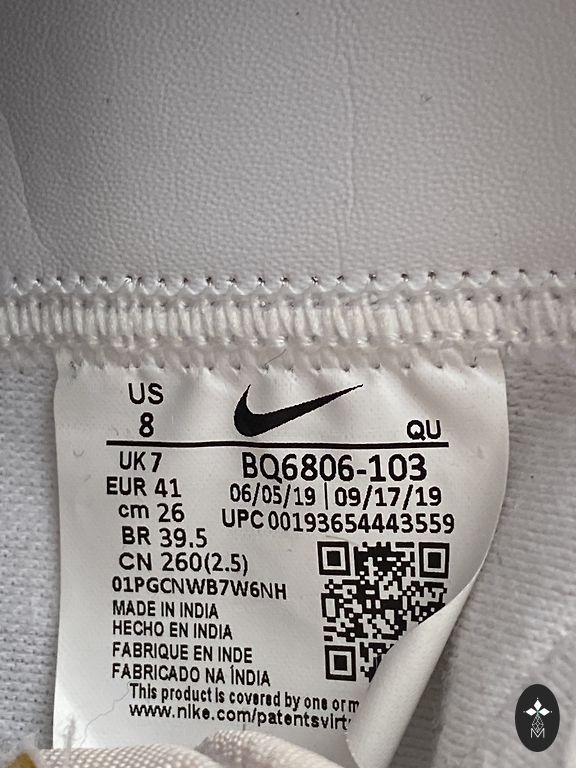 US
8
QU
UK 7
BQ6806-103
EUR 41
06/05/19 | 09/17/19
cm 26
UPC 00193654443559
BR 39.5
CN 260(2.5)
01PGCNWB7W6NH
MADE IN INDIA
HECHO EN INDIA
FABRIQUE EN INDE
FABRICADO NA ÍNDIA
This product is covered by one or m
www.nike.com/patentsvirt
M